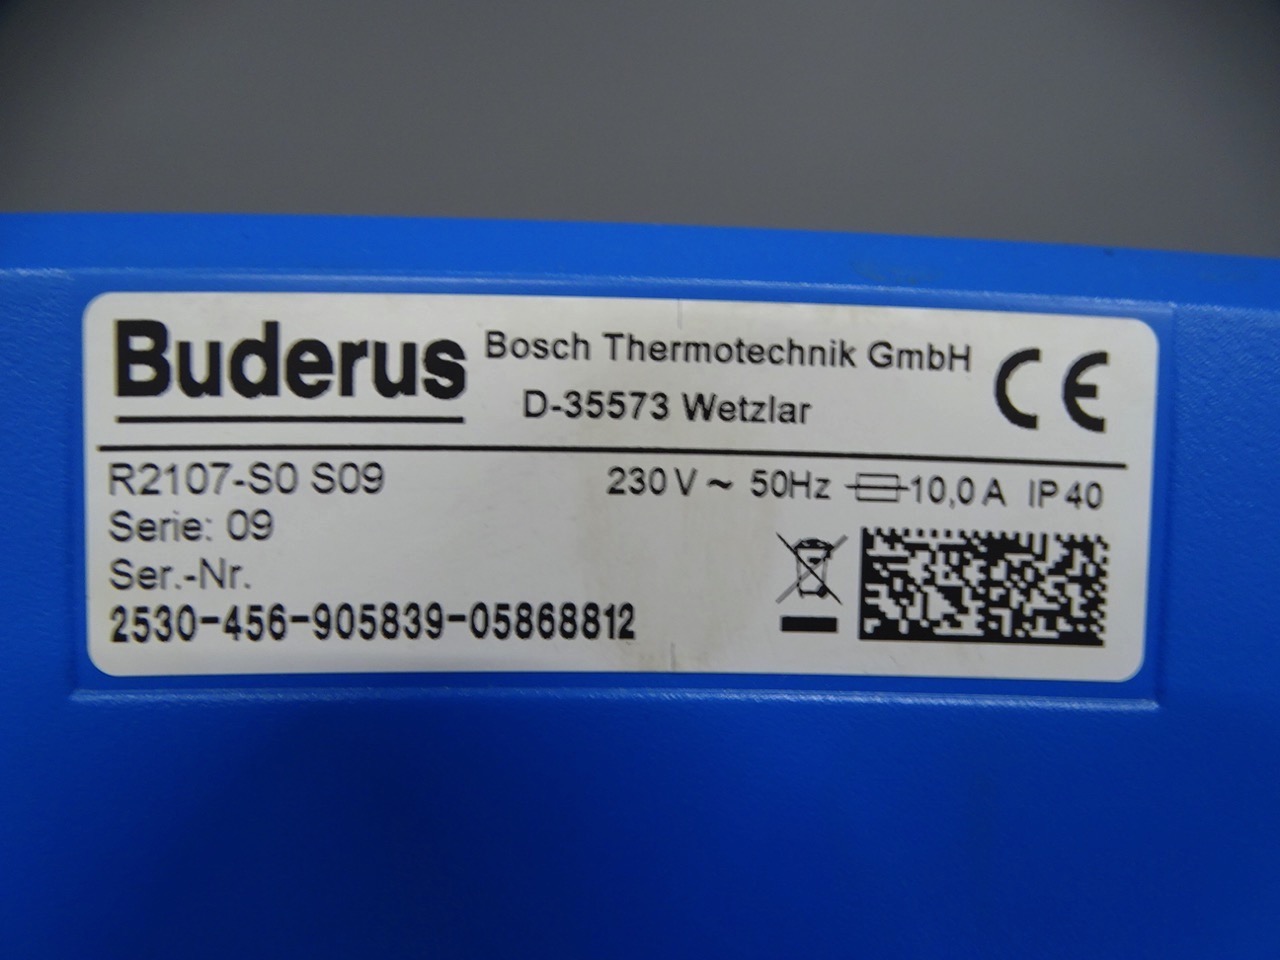 Buderus
Bosch Thermotechnik GmbH
D-35573 Wetzlar
CE
R2107-S0 S09
230 V ~ 50Hz 10,0 A IP 40
Serie: 09
Ser.-Nr.
2530-456-905839-05868812